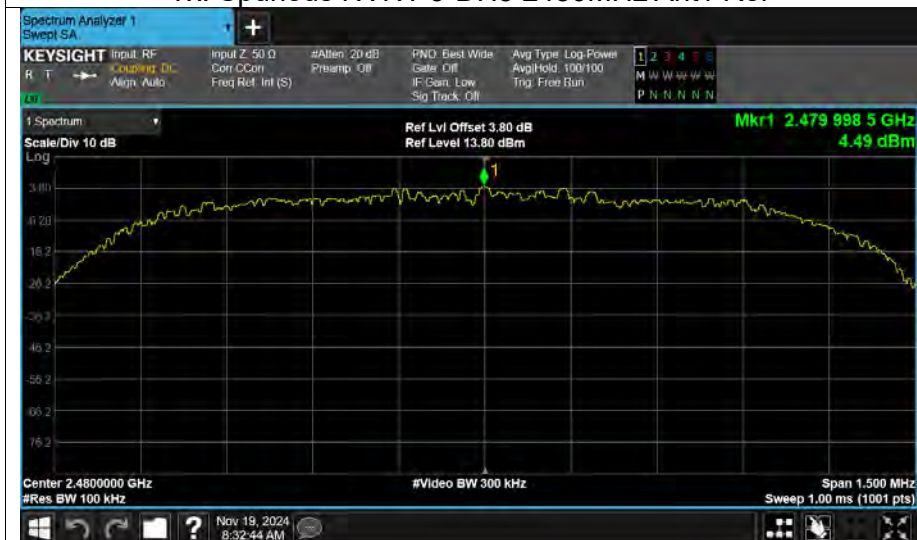 Spectrum Analyzer 1
Swept SA
+
KEYSIGHT Input: RF
R T
Coupling: DC
Align: Auto
Input Z: 50 Ω
Corr CCorr
Freq Ref: Int (S)
#Atten: 20 dB
Preamp: Off
PNO: Best Wide
Gate: Off
IF Gain: Low
Sig Track: Off
Avg Type: Log-Power
Avg|Hold: 100/100
Trig: Free Run
1 2 3 4 5 6
M W W W W W
P N N N N N
1 Spectrum
Scale/Div 10 dB
Log
Ref Lvl Offset 3.80 dB
Ref Level 13.80 dBm
Mkr1 2.479 998 5 GHz
4.49 dBm
1
3.80
-6.20
-16.2
-26.2
-36.2
-46.2
-56.2
-66.2
-76.2
Center 2.4800000 GHz
#Res BW 100 kHz
#Video BW 300 kHz
Span 1.500 MHz
Sweep 1.00 ms (1001 pts)
?
Nov 19, 2024
8:32:44 AM